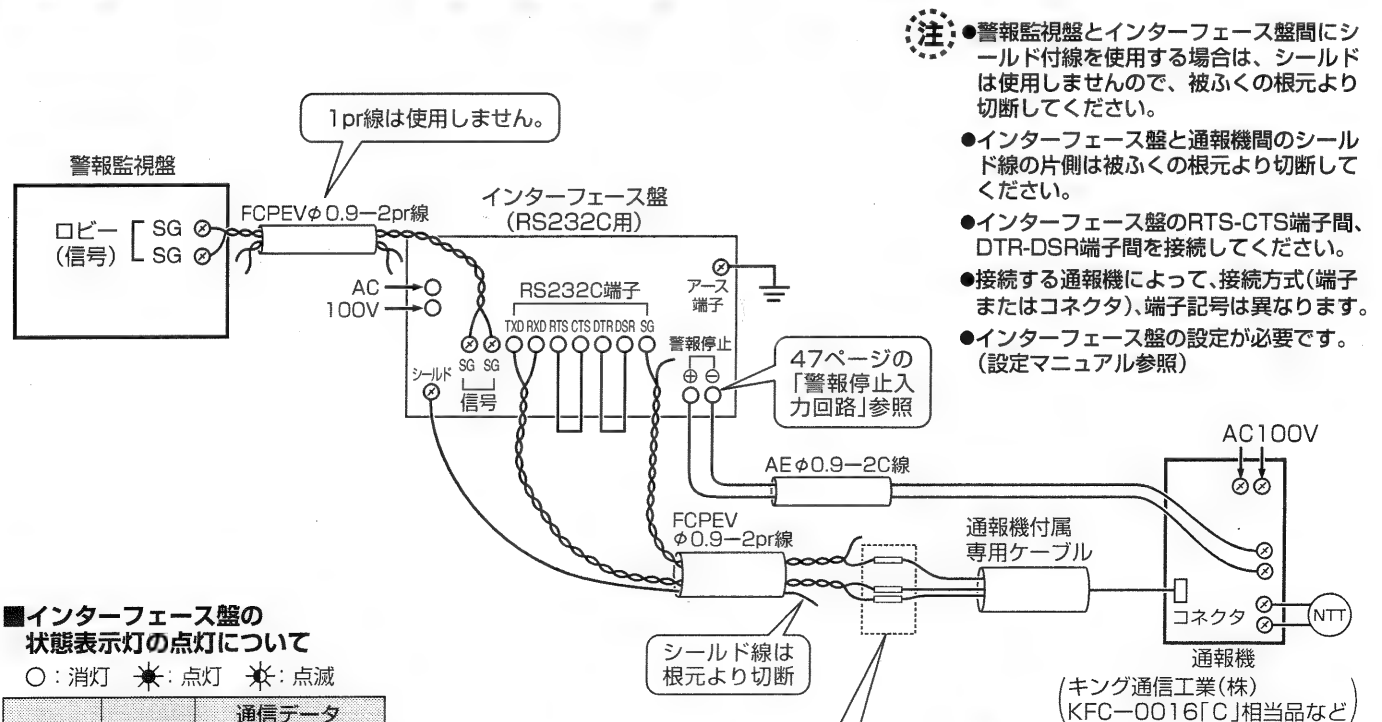 注
●警報監視盤とインターフェース盤間にシ
ールド付線を使用する場合は、シールド
は使用しませんので、被ふくの根元より
切断してください。
●インターフェース盤と通報機間のシール
ド線の片側は被ふくの根元より切断して
ください。
●インターフェース盤のRTS-CTS端子間、
DTR-DSR端子間を接続してください。
●接続する通報機によって、接続方式(端子
またはコネクタ)、端子記号は異なります。
●インターフェース盤の設定が必要です。
(設定マニュアル参照)
1pr線は使用しません。
警報監視盤
ロビー
(信号)
SG
SG
FCPEVφ0.9ー2pr線
インターフェース盤
(RS232C用)
AC
100V
RS232C端子
TXD RXD RTS CTS DTR DSR SG
アース
端子
SG SG
信号
シールド
警報停止
⊕ ⊖
47ページの
「警報停止入
力回路」参照
AEφ0.9ー2C線
FCPEV
φ0.9ー2pr線
シールド線は
根元より切断
通報機付属
専用ケーブル
AC100V
コネクタ
NTT
通報機
(キング通信工業(株)
KFCー0016「C」相当品など)
■インターフェース盤の
状態表示灯の点灯について
○:消灯 :点灯 :点滅
通信データ